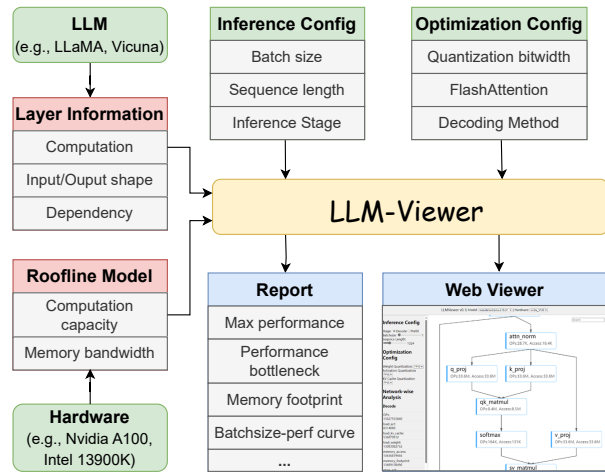 LLM
(e.g., LLaMA, Vicuna)
Layer Information
Computation
Input/Ouput shape
Dependency
Roofline Model
Computation
capacity
Memory bandwidth
Hardware
(e.g., Nvidia A100,
Intel 13900K)
Inference Config
Batch size
Sequence length
Inference Stage
Optimization Config
Quantization bitwidth
FlashAttention
Decoding Method
LLM-Viewer
Report
Max performance
Performance
bottleneck
Memory footprint
Batchsize-perf curve
...
Web Viewer
Inference Config
Optimization
Config
Network-wise
Analysis
Decode
attn_norm
q_proj
k_proj
qk_matmul
softmax
v_proj
sv_matmul